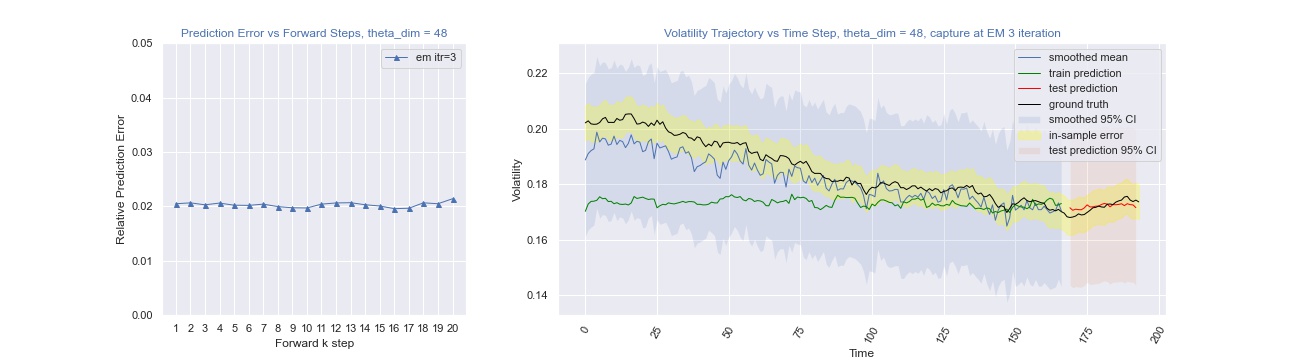 Prediction Error vs Forward Steps, theta_dim = 48
0.05
0.04
0.03
0.02
0.01
0.00
Relative Prediction Error
em itr=3
1 2 3 4 5 6 7 8 9 10 11 12 13 14 15 16 17 18 19 20
Forward k step
Volatility Trajectory vs Time Step, theta_dim = 48, capture at EM 3 iteration
0.22
0.20
0.18
0.16
0.14
Volatility
smoothed mean
train prediction
test prediction
ground truth
smoothed 95% CI
in-sample error
test prediction 95% CI
0 25 50 75 100 125 150 175 200
Time